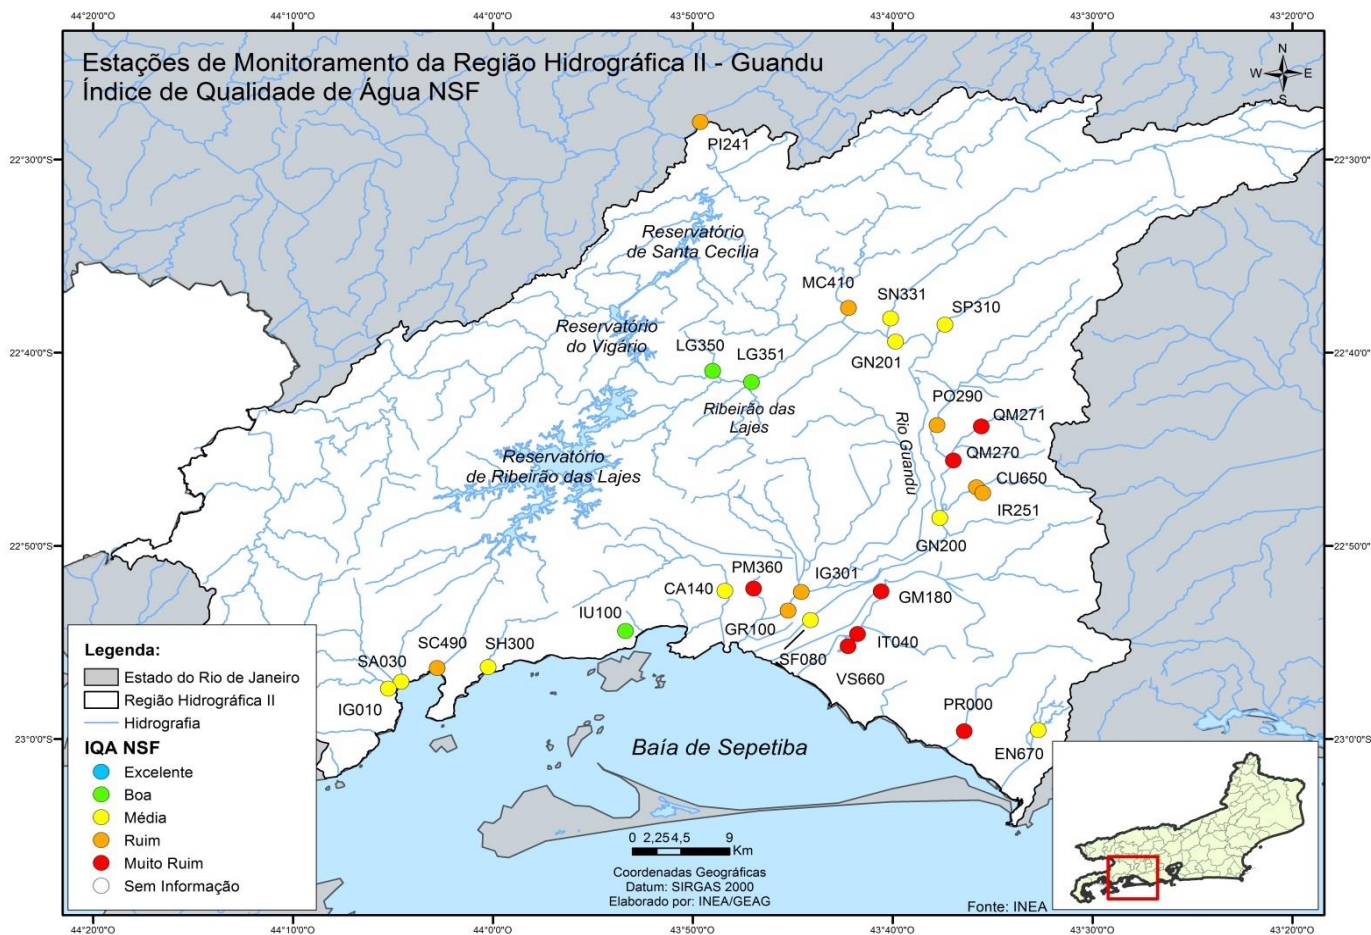 44°20'0"O 44°10'0"O 44°0'0"O 43°50'0"O 43°40'0"O 43°30'0"O 43°20'0"O
Estações de Monitoramento da Região Hidrográfica II - Guandu
Índice de Qualidade de Água NSF
N
W E
S
PI241
22°30'0"S 22°30'0"S
Reservatório
de Santa Cecília
MC410
SN331
SP310
Reservatório
do Vigário
LG350
LG351
GN201
22°40'0"S 22°40'0"S
PO290
QM271
Ribeirão das
Lajes
Rio Guandu
QM270
Reservatório
de Ribeirão das Lajes
CU650
IR251
GN200
22°50'0"S 22°50'0"S
PM360
IG301
CA140
GM180
IU100
GR100
IT040
SF080
VS660
SC490
SH300
SA030
IG010
PR000
EN670
23°0'0"S 23°0'0"S
Baía de Sepetiba
Legenda:
Estado do Rio de Janeiro
Região Hidrográfica II
Hidrografia
IQA NSF
Excelente
Boa
Média
Ruim
Muito Ruim
Sem Informação
0 2,25 4,5 9
Km
Coordenadas Geográficas
Datum: SIRGAS 2000
Elaborado por: INEA/GEAG
Fonte: INEA
44°20'0"O 44°10'0"O 44°0'0"O 43°50'0"O 43°40'0"O 43°30'0"O 43°20'0"O